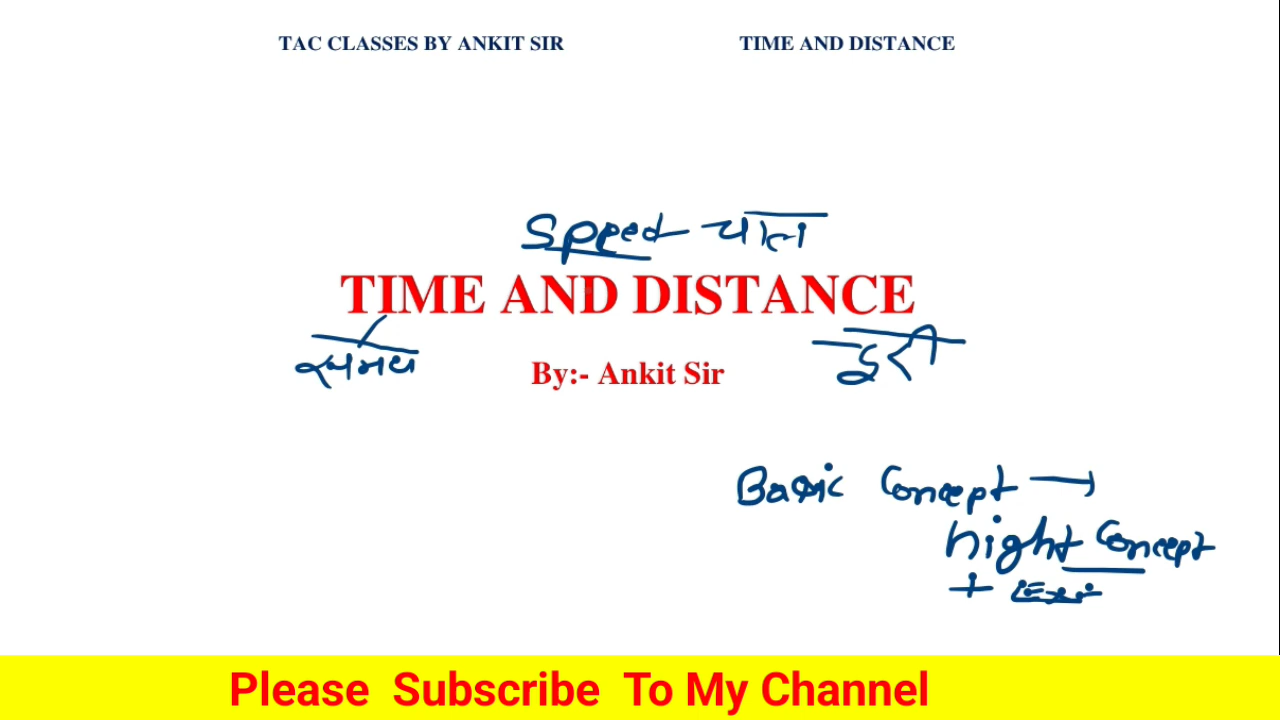 TAC CLASSES BY ANKIT SIR TIME AND DISTANCE
Speed चाल
TIME AND DISTANCE
समय दुरी
By:- Ankit Sir
Basic Concept →
hight Concept
+
Please Subscribe To My Channel